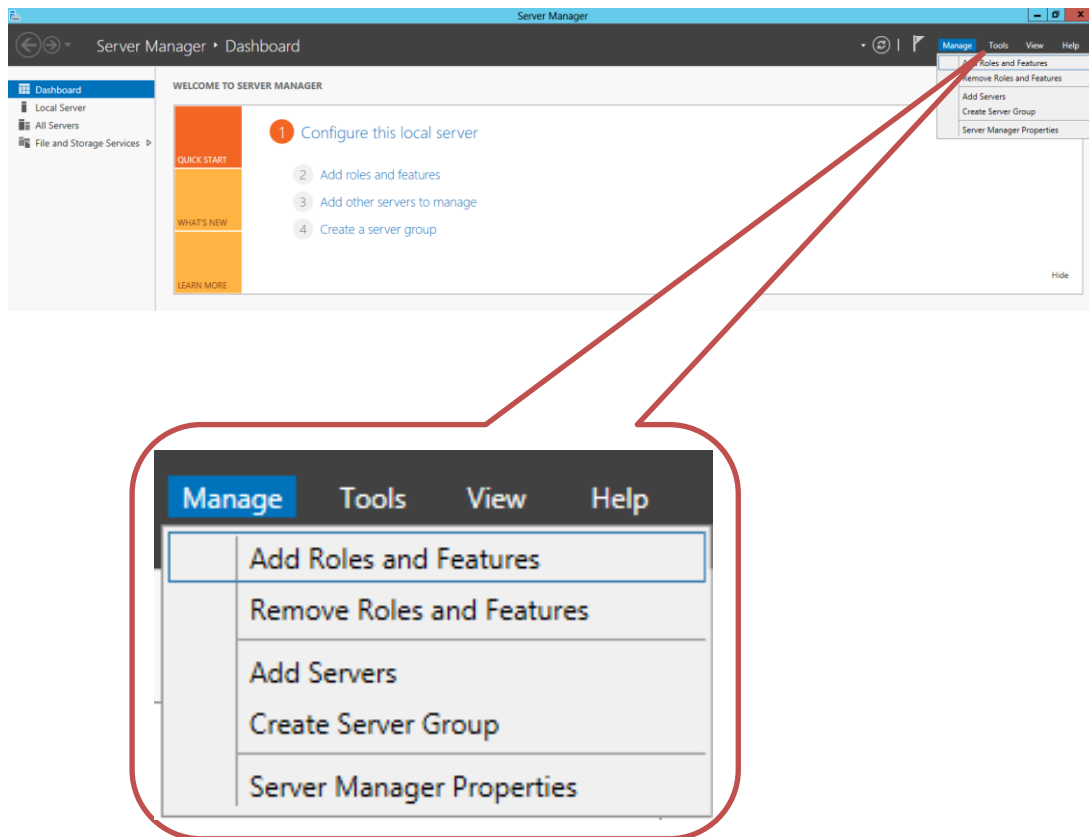 Server Manager
Server Manager • Dashboard
Manage Tools View Help
Add Roles and Features
Remove Roles and Features
Add Servers
Create Server Group
Server Manager Properties
Dashboard
Local Server
All Servers
File and Storage Services
WELCOME TO SERVER MANAGER
QUICK START
WHAT'S NEW
LEARN MORE
1 Configure this local server
2 Add roles and features
3 Add other servers to manage
4 Create a server group
Hide
Manage Tools View Help
Add Roles and Features
Remove Roles and Features
Add Servers
Create Server Group
Server Manager Properties